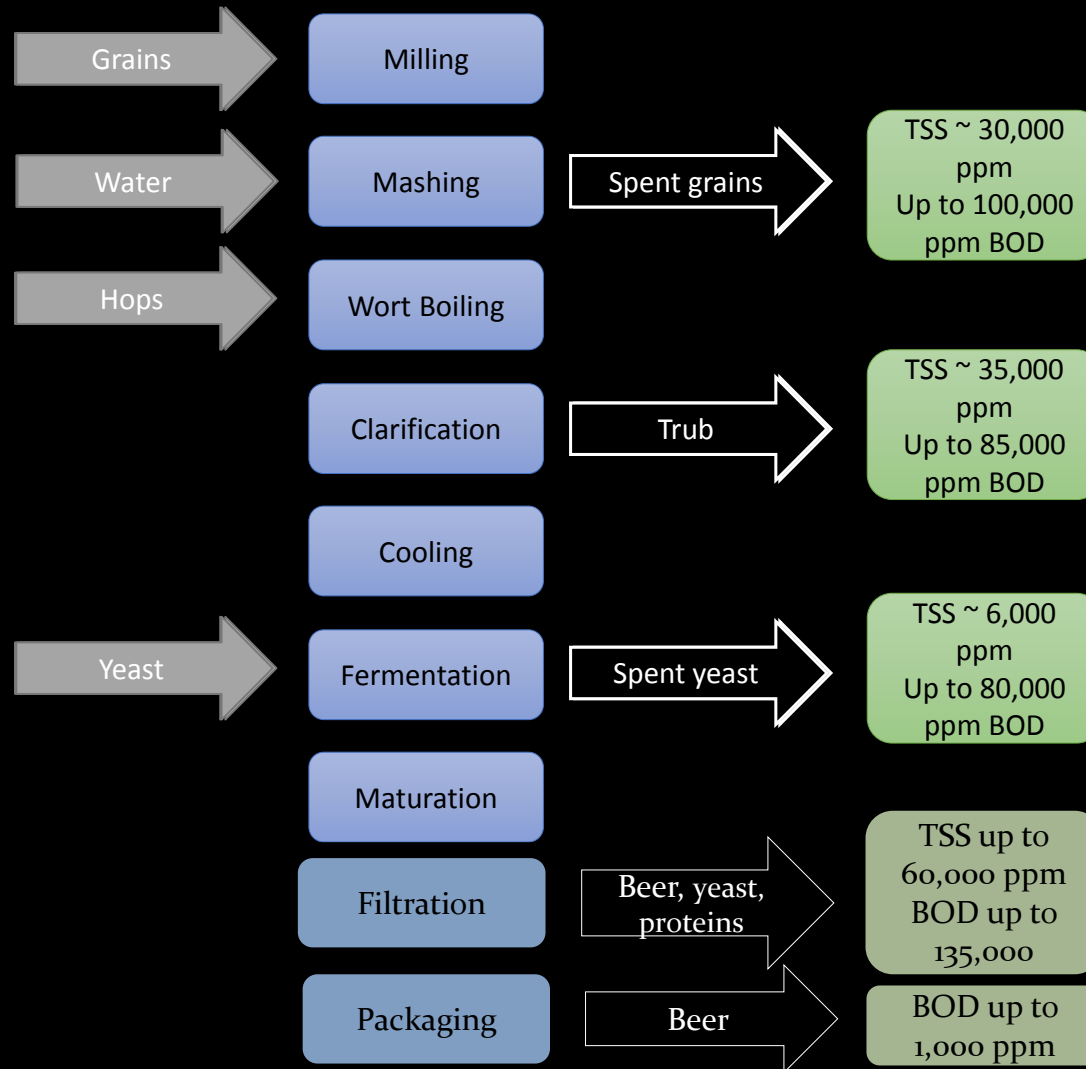 Grains
Milling
Water
Mashing
Spent grains
TSS ~ 30,000
ppm
Up to 100,000
ppm BOD
Hops
Wort Boiling
Clarification
Trub
TSS ~ 35,000
ppm
Up to 85,000
ppm BOD
Cooling
Yeast
Fermentation
Spent yeast
TSS ~ 6,000
ppm
Up to 80,000
ppm BOD
Maturation
Filtration
Beer, yeast,
proteins
TSS up to
60,000 ppm
BOD up to
135,000
Packaging
Beer
BOD up to
1,000 ppm